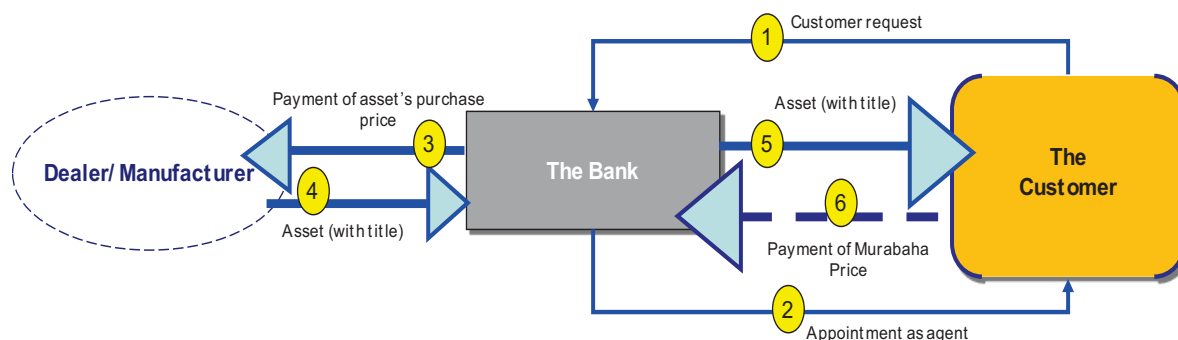 1
Customer request
Payment of asset's purchase
price
3
Asset (with title)
5
Dealer/ Manufacturer
The Bank
The
Customer
4
Asset (with title)
6
Payment of Murabaha
Price
2
Appointment as agent